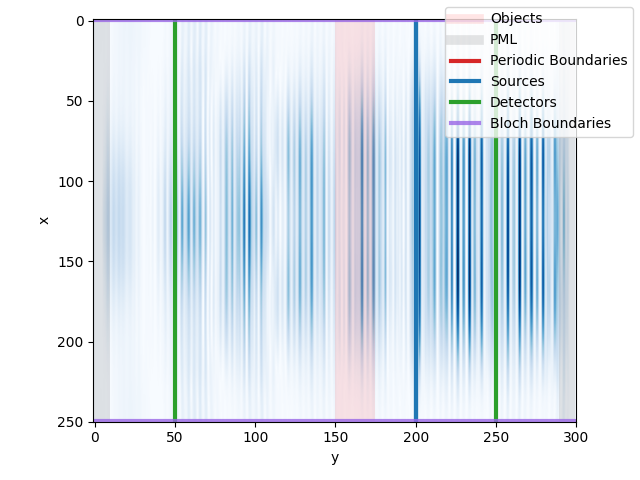 0
50
100
150
200
250
x
0
50
100
150
200
250
300
y
Objects
PML
Periodic Boundaries
Sources
Detectors
Bloch Boundaries